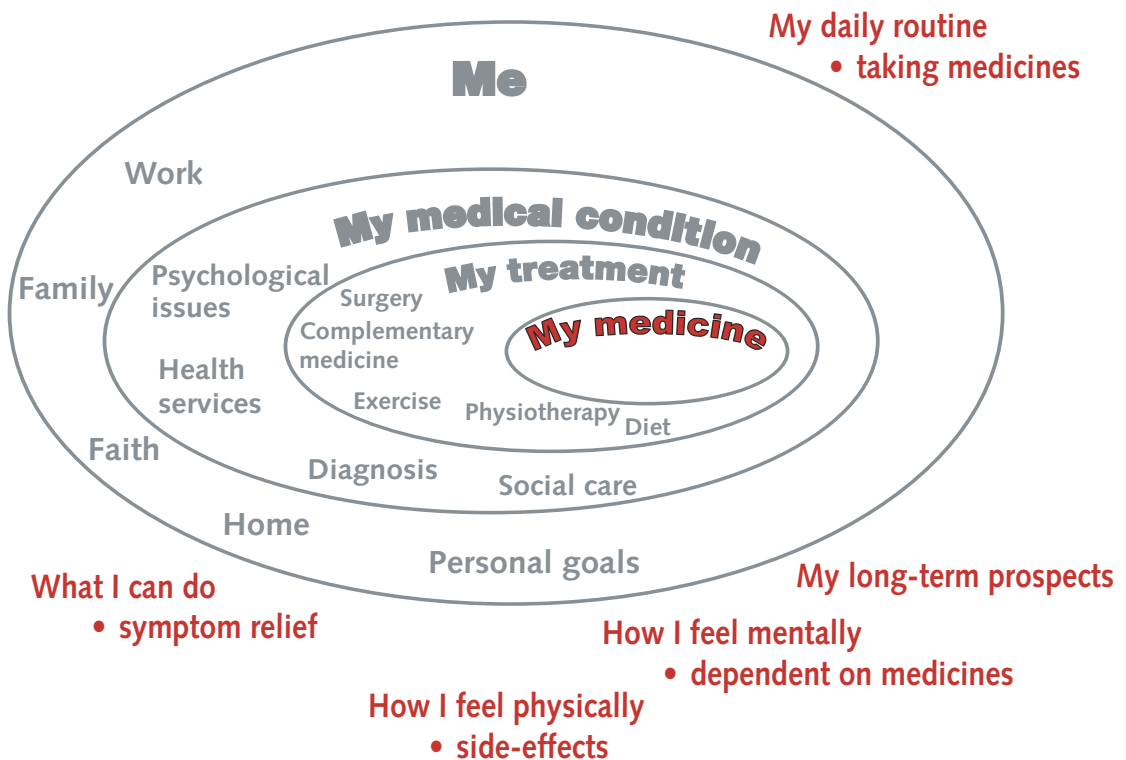 My daily routine
• taking medicines
Me
Work
My medical condition
My treatment
Family
Psychological
issues
Surgery
Complementary
medicine
My medicine
Health
services
Exercise
Physiotherapy
Diet
Faith
Diagnosis
Social care
Home
Personal goals
What I can do
• symptom relief
My long-term prospects
How I feel mentally
• dependent on medicines
How I feel physically
• side-effects